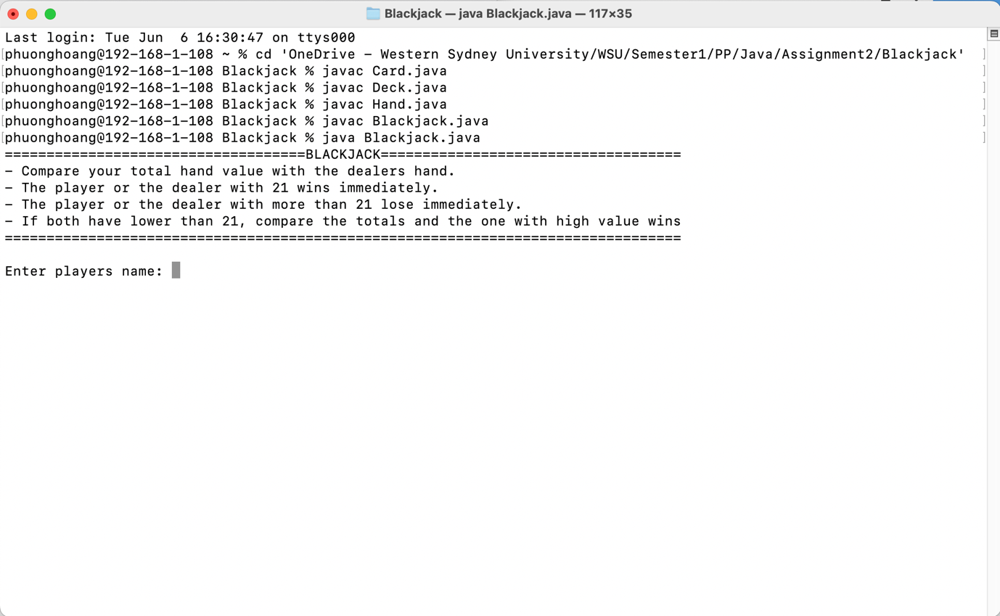 Blackjack — java Blackjack.java — 117×35
Last login: Tue Jun  6 16:30:47 on ttys000
[phuonghoang@192-168-1-108 ~ % cd 'OneDrive - Western Sydney University/WSU/Semester1/PP/Java/Assignment2/Blackjack' ]
[phuonghoang@192-168-1-108 Blackjack % javac Card.java ]
[phuonghoang@192-168-1-108 Blackjack % javac Deck.java ]
[phuonghoang@192-168-1-108 Blackjack % javac Hand.java ]
[phuonghoang@192-168-1-108 Blackjack % javac Blackjack.java ]
[phuonghoang@192-168-1-108 Blackjack % java Blackjack.java ]
====================================BLACKJACK====================================
- Compare your total hand value with the dealers hand.
- The player or the dealer with 21 wins immediately.
- The player or the dealer with more than 21 lose immediately.
- If both have lower than 21, compare the totals and the one with high value wins
=================================================================================
Enter players name: